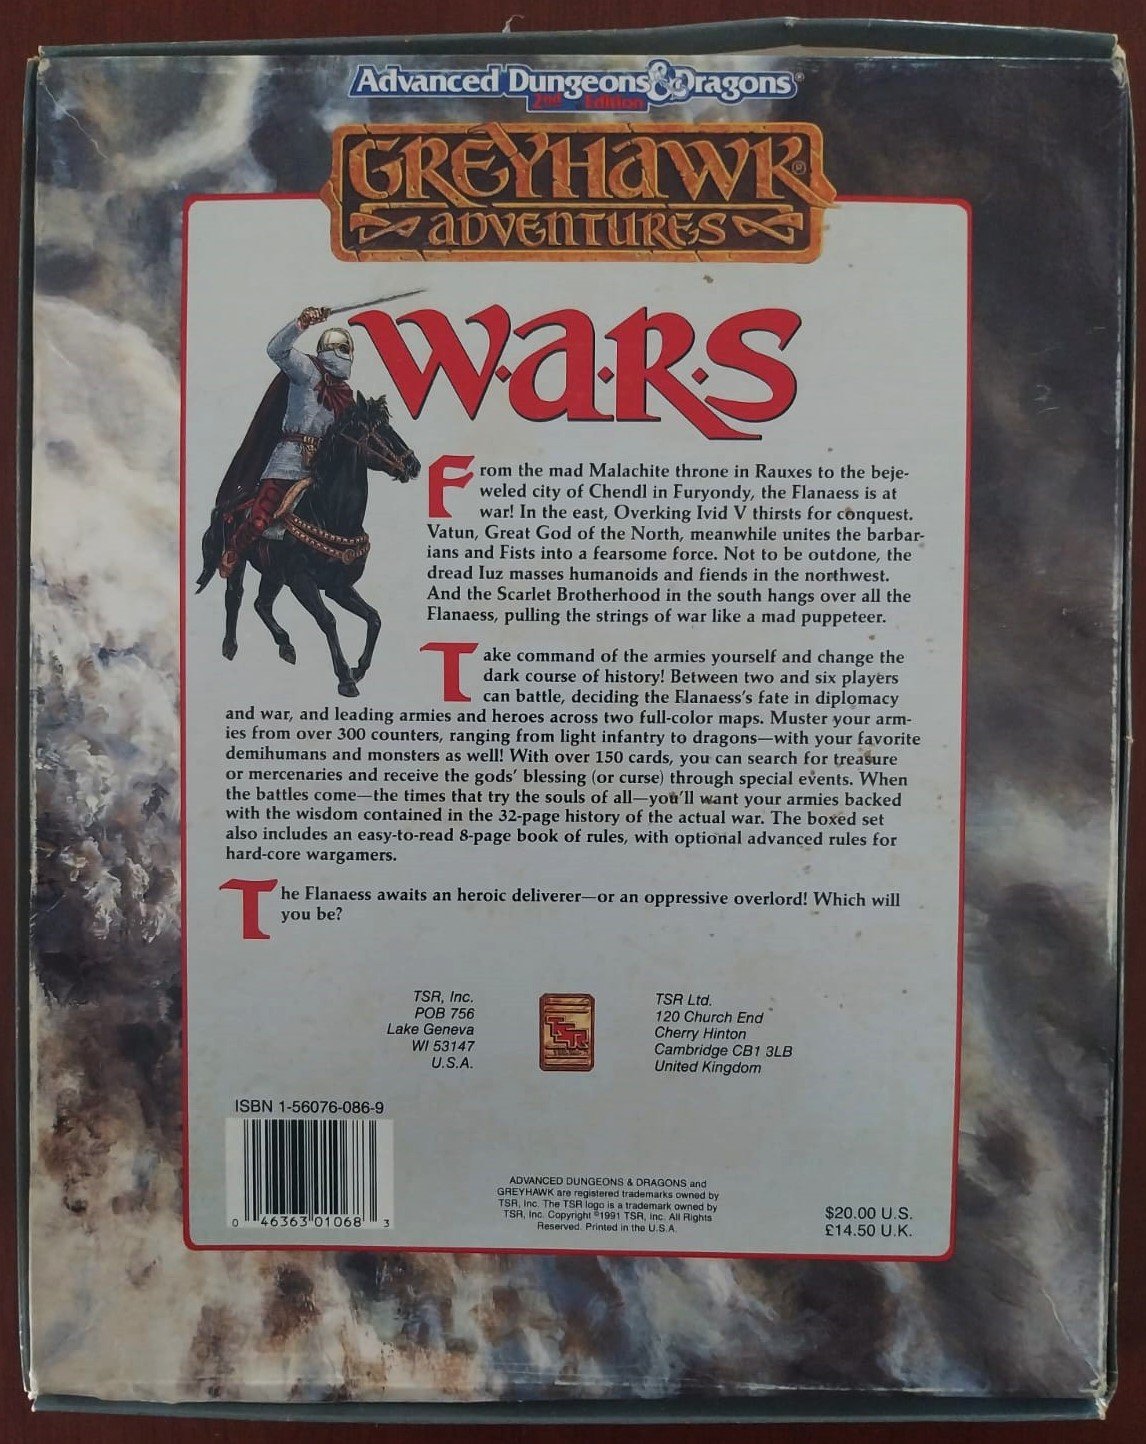 Advanced Dungeons & Dragons®
2nd Edition
GREYHAWK®
ADVENTURES
W·A·R·S
From the mad Malachite throne in Rauxes to the beje-
weled city of Chendl in Furyondy, the Flanaess is at
war! In the east, Overking Ivid V thirsts for conquest.
Vatun, Great God of the North, meanwhile unites the barbar-
ians and Fists into a fearsome force. Not to be outdone, the
dread Iuz masses humanoids and fiends in the northwest.
And the Scarlet Brotherhood in the south hangs over all the
Flanaess, pulling the strings of war like a mad puppeteer.
Take command of the armies yourself and change the
dark course of history! Between two and six players
can battle, deciding the Flanaess's fate in diplomacy
and war, and leading armies and heroes across two full-color maps. Muster your arm-
ies from over 300 counters, ranging from light infantry to dragons—with your favorite
demihumans and monsters as well! With over 150 cards, you can search for treasure
or mercenaries and receive the gods' blessing (or curse) through special events. When
the battles come—the times that try the souls of all—you'll want your armies backed
with the wisdom contained in the 32-page history of the actual war. The boxed set
also includes an easy-to-read 8-page book of rules, with optional advanced rules for
hard-core wargamers.
The Flanaess awaits an heroic deliverer—or an oppressive overlord! Which will
you be?
TSR, Inc.
POB 756
Lake Geneva
WI 53147
U.S.A.
TSR
TSR Ltd.
120 Church End
Cherry Hinton
Cambridge CB1 3LB
United Kingdom
ISBN 1-56076-086-9
0 46363 01068 3
ADVANCED DUNGEONS & DRAGONS and
GREYHAWK are registered trademarks owned by
TSR, Inc. The TSR logo is a trademark owned by
TSR, Inc. Copyright ©1991 TSR, Inc. All Rights
Reserved. Printed in the U.S.A.
$20.00 U.S.
£14.50 U.K.